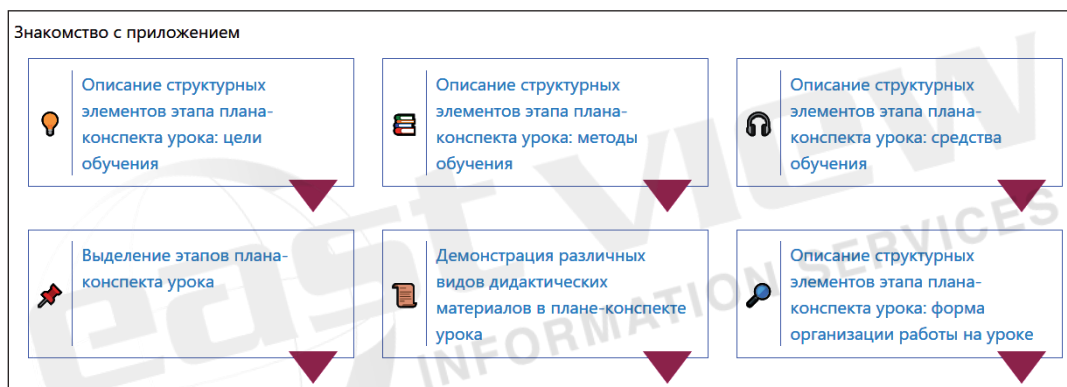 Знакомство с приложением
Описание структурных
элементов этапа плана-
конспекта урока: цели
обучения
Описание структурных
элементов этапа плана-
конспекта урока: методы
обучения
Описание структурных
элементов этапа плана-
конспекта урока: средства
обучения
Выделение этапов плана-
конспекта урока
Демонстрация различных
видов дидактических
материалов в плане-конспекте
урока
Описание структурных
элементов этапа плана-
конспекта урока: форма
организации работы на уроке
east view
INFORMATION SERVICES